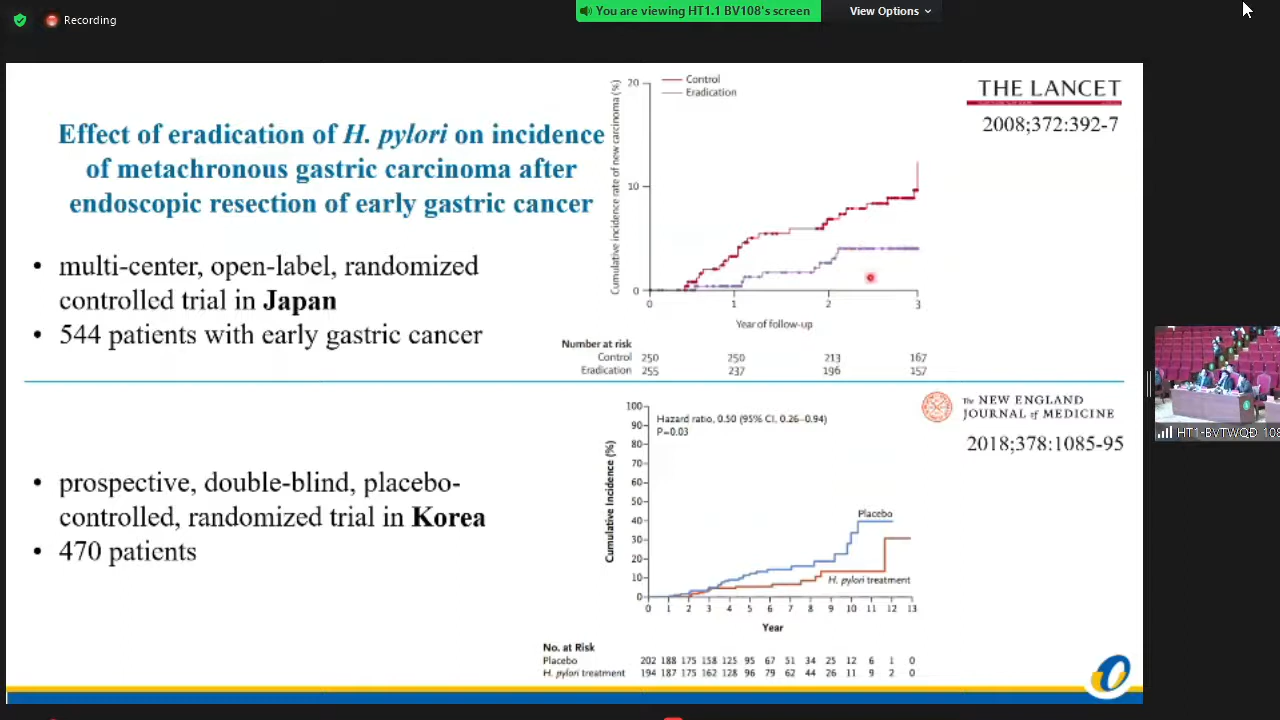 Recording
You are viewing HT1.1 BV108's screen
View Options
Effect of eradication of H. pylori on incidence
of metachronous gastric carcinoma after
endoscopic resection of early gastric cancer
• multi-center, open-label, randomized
controlled trial in Japan
• 544 patients with early gastric cancer
Control
Eradication
Cumulative incidence rate of new carcinoma (%)
20
10
0
0 1 2 3
Year of follow-up
Number at risk
Control 250 250 213 167
Eradication 255 237 196 157
THE LANCET
2008;372:392-7
• prospective, double-blind, placebo-
controlled, randomized trial in Korea
• 470 patients
Hazard ratio, 0.50 (95% CI, 0.26–0.94)
P=0.03
Cumulative Incidence (%)
100
90
80
70
60
50
40
30
20
10
0
Placebo
H. pylori treatment
0 1 2 3 4 5 6 7 8 9 10 11 12 13
Year
No. at Risk
Placebo 202 188 175 158 125 95 67 51 34 25 12 6 1 0
H. pylori treatment 194 187 175 162 128 96 79 62 44 26 11 9 2 0
The NEW ENGLAND
JOURNAL of MEDICINE
2018;378:1085-95
HT1-BVTWQĐ 108